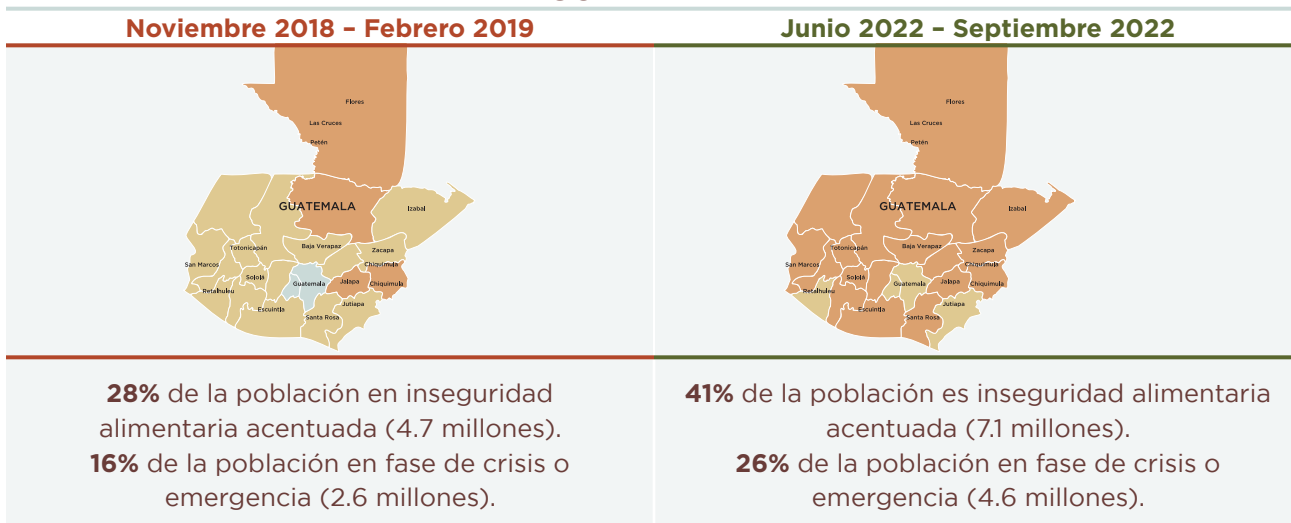 Noviembre 2018 – Febrero 2019
Flores
Las Cruces
Petén
GUATEMALA
Izabal
Totonicapán
Baja Verapaz
Zacapa
San Marcos
Chiquimula
Sololá
Guatemala
Jalapa
Chiquimula
Retalhuleu
Jutiapa
Escuintla
Santa Rosa
28% de la población en inseguridad
alimentaria acentuada (4.7 millones).
16% de la población en fase de crisis o
emergencia (2.6 millones).
Junio 2022 – Septiembre 2022
Flores
Las Cruces
Petén
GUATEMALA
Izabal
Totonicapán
Baja Verapaz
Zacapa
San Marcos
Chiquimula
Sololá
Guatemala
Jalapa
Chiquimula
Retalhuleu
Jutiapa
Escuintla
Santa Rosa
41% de la población es inseguridad alimentaria
acentuada (7.1 millones).
26% de la población en fase de crisis o
emergencia (4.6 millones).